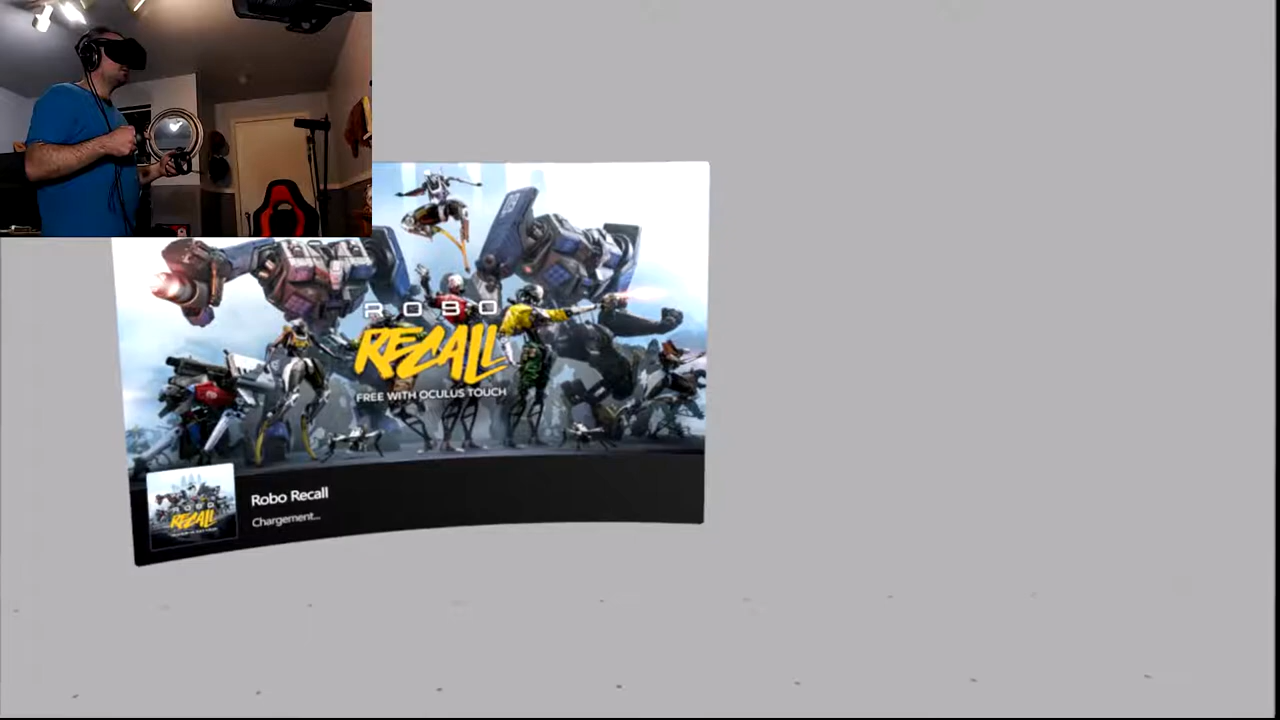 ROBO
RECALL
FREE WITH OCULUS TOUCH
Robo Recall
Chargement...